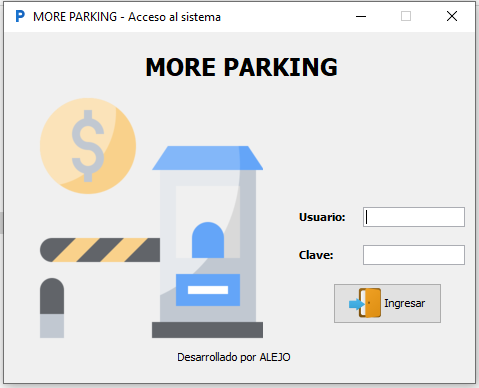 P MORE PARKING - Acceso al sistema
MORE PARKING
$
Usuario:
Clave:
Ingresar
Desarrollado por ALEJO